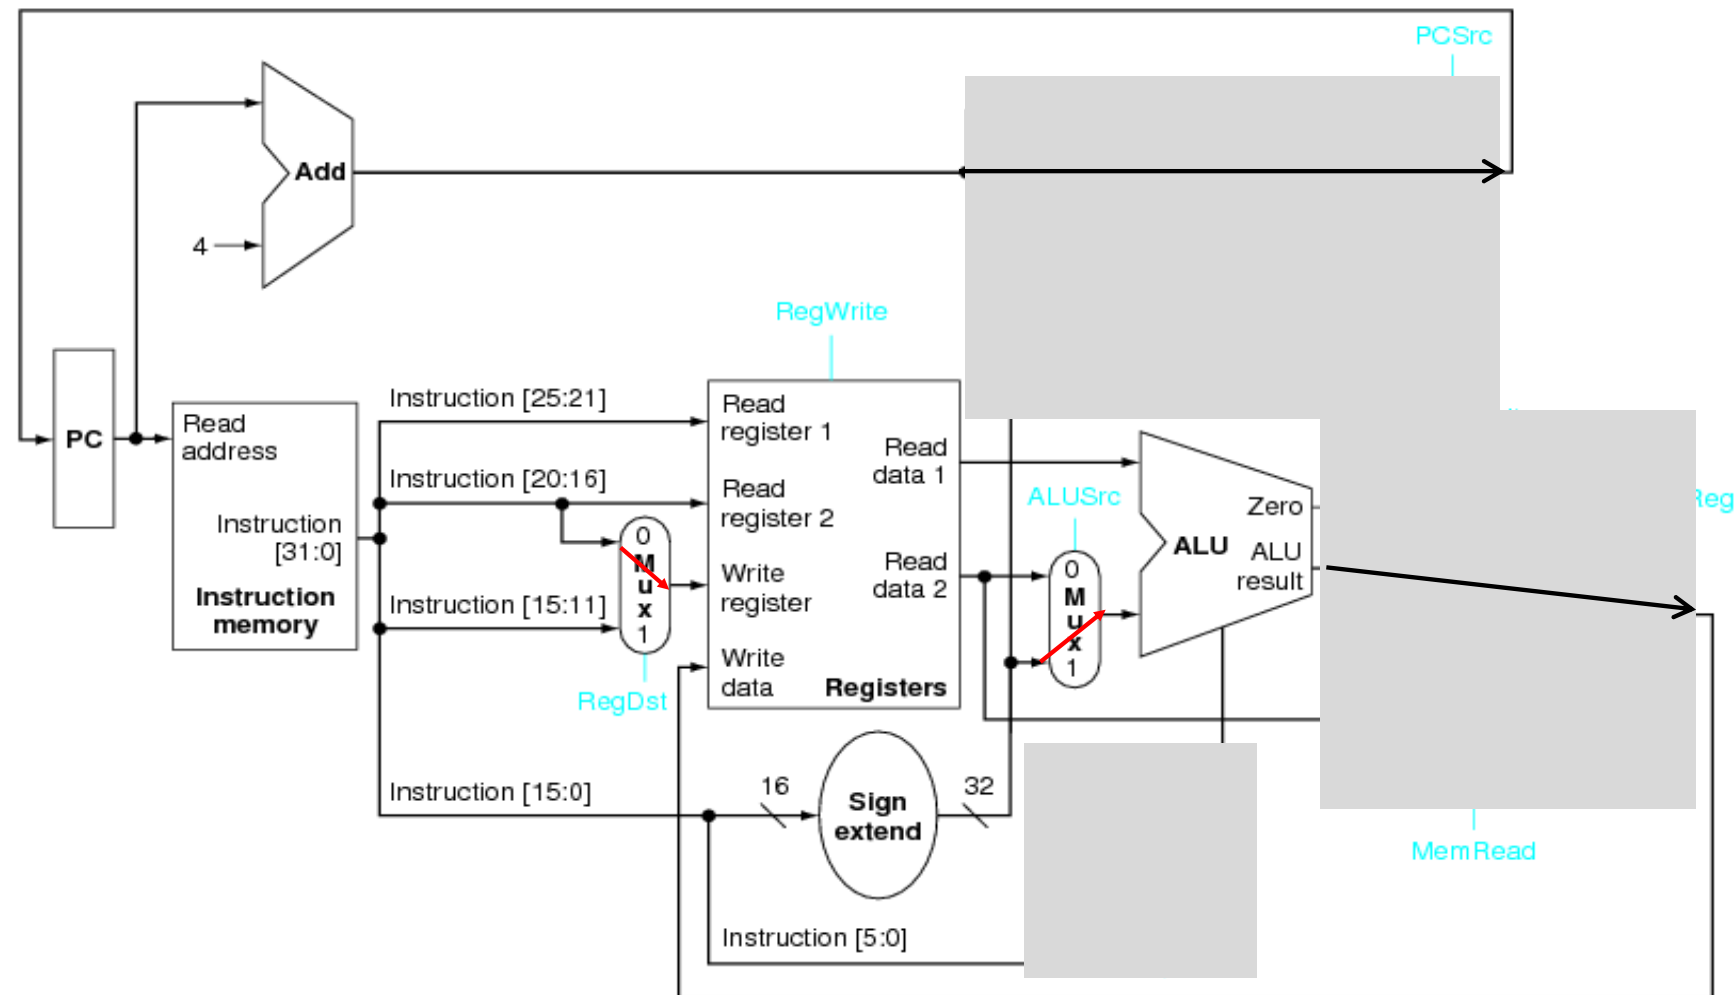 PCSrc
Add
4
RegWrite
PC
Read
address
Instruction
[31:0]
Instruction
memory
Instruction [25:21]
Instruction [20:16]
Instruction [15:11]
Instruction [15:0]
0
M
u
x
1
RegDst
Read
register 1
Read
register 2
Write
register
Write
data
Read
data 1
Read
data 2
Registers
ALUSrc
0
M
u
x
1
Zero
ALU
ALU
result
Reg
16
Sign
extend
32
MemRead
Instruction [5:0]